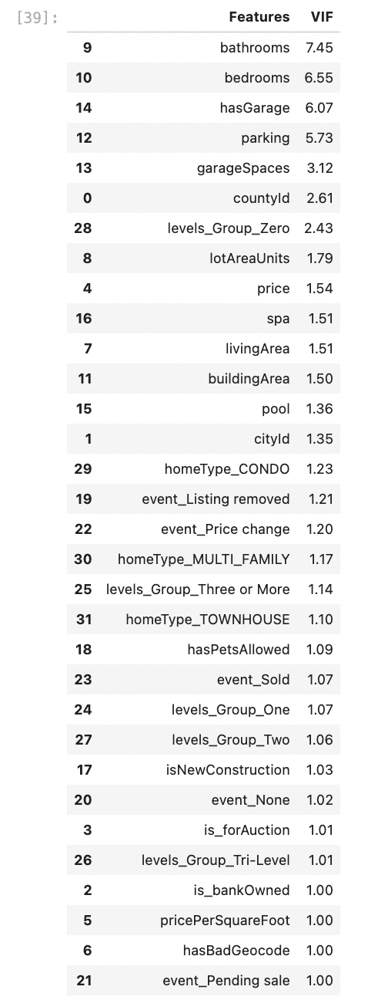 [39]: Features VIF
9 bathrooms 7.45
10 bedrooms 6.55
14 hasGarage 6.07
12 parking 5.73
13 garageSpaces 3.12
0 countyId 2.61
28 levels_Group_Zero 2.43
8 lotAreaUnits 1.79
4 price 1.54
16 spa 1.51
7 livingArea 1.51
11 buildingArea 1.50
15 pool 1.36
1 cityId 1.35
29 homeType_CONDO 1.23
19 event_Listing removed 1.21
22 event_Price change 1.20
30 homeType_MULTI_FAMILY 1.17
25 levels_Group_Three or More 1.14
31 homeType_TOWNHOUSE 1.10
18 hasPetsAllowed 1.09
23 event_Sold 1.07
24 levels_Group_One 1.07
27 levels_Group_Two 1.06
17 isNewConstruction 1.03
20 event_None 1.02
3 is_forAuction 1.01
26 levels_Group_Tri-Level 1.01
2 is_bankOwned 1.00
5 pricePerSquareFoot 1.00
6 hasBadGeocode 1.00
21 event_Pending sale 1.00